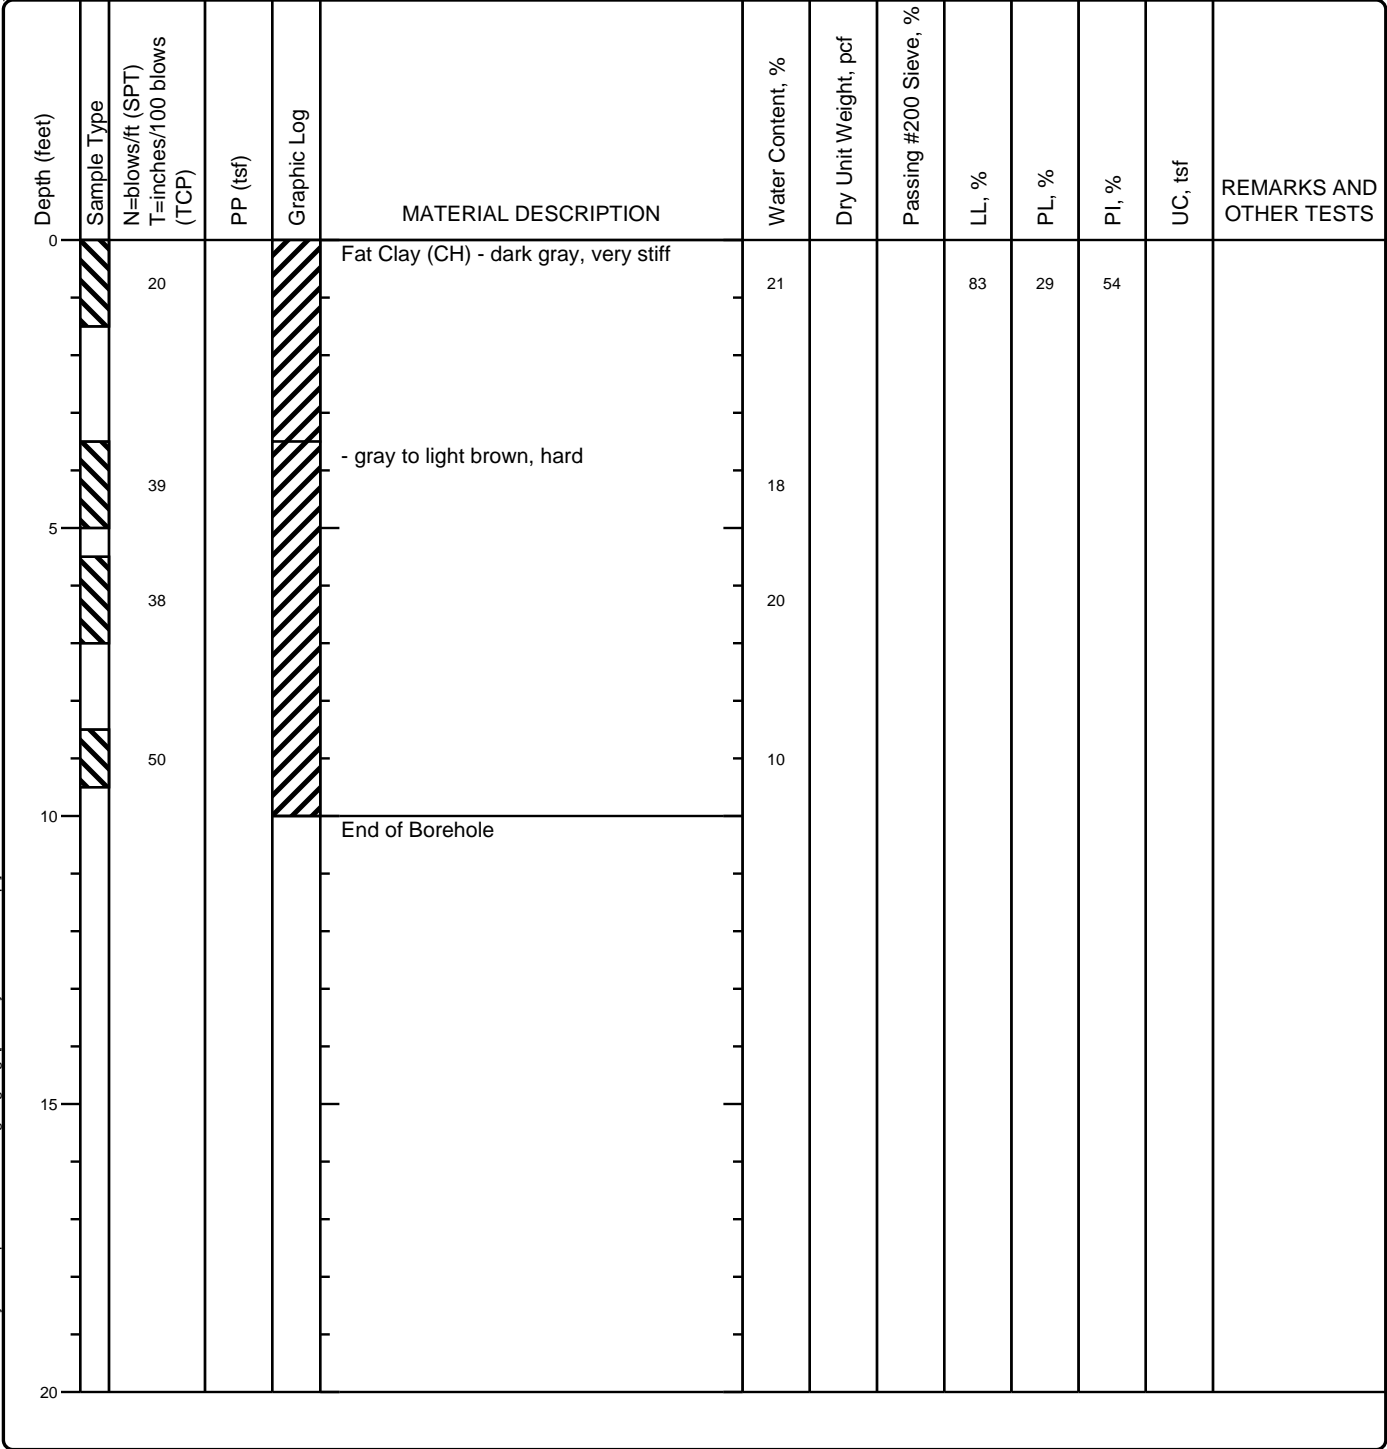 Depth (feet)
Sample Type
N=blows/ft (SPT)
T=inches/100 blows
(TCP)
PP (tsf)
Graphic Log
MATERIAL DESCRIPTION
Water Content, %
Dry Unit Weight, pcf
Passing #200 Sieve, %
LL, %
PL, %
PI, %
UC, tsf
REMARKS AND
OTHER TESTS
0
Fat Clay (CH) - dark gray, very stiff
20 21 83 29 54
- gray to light brown, hard
39 18
5
38 20
50 10
10
End of Borehole
15
20